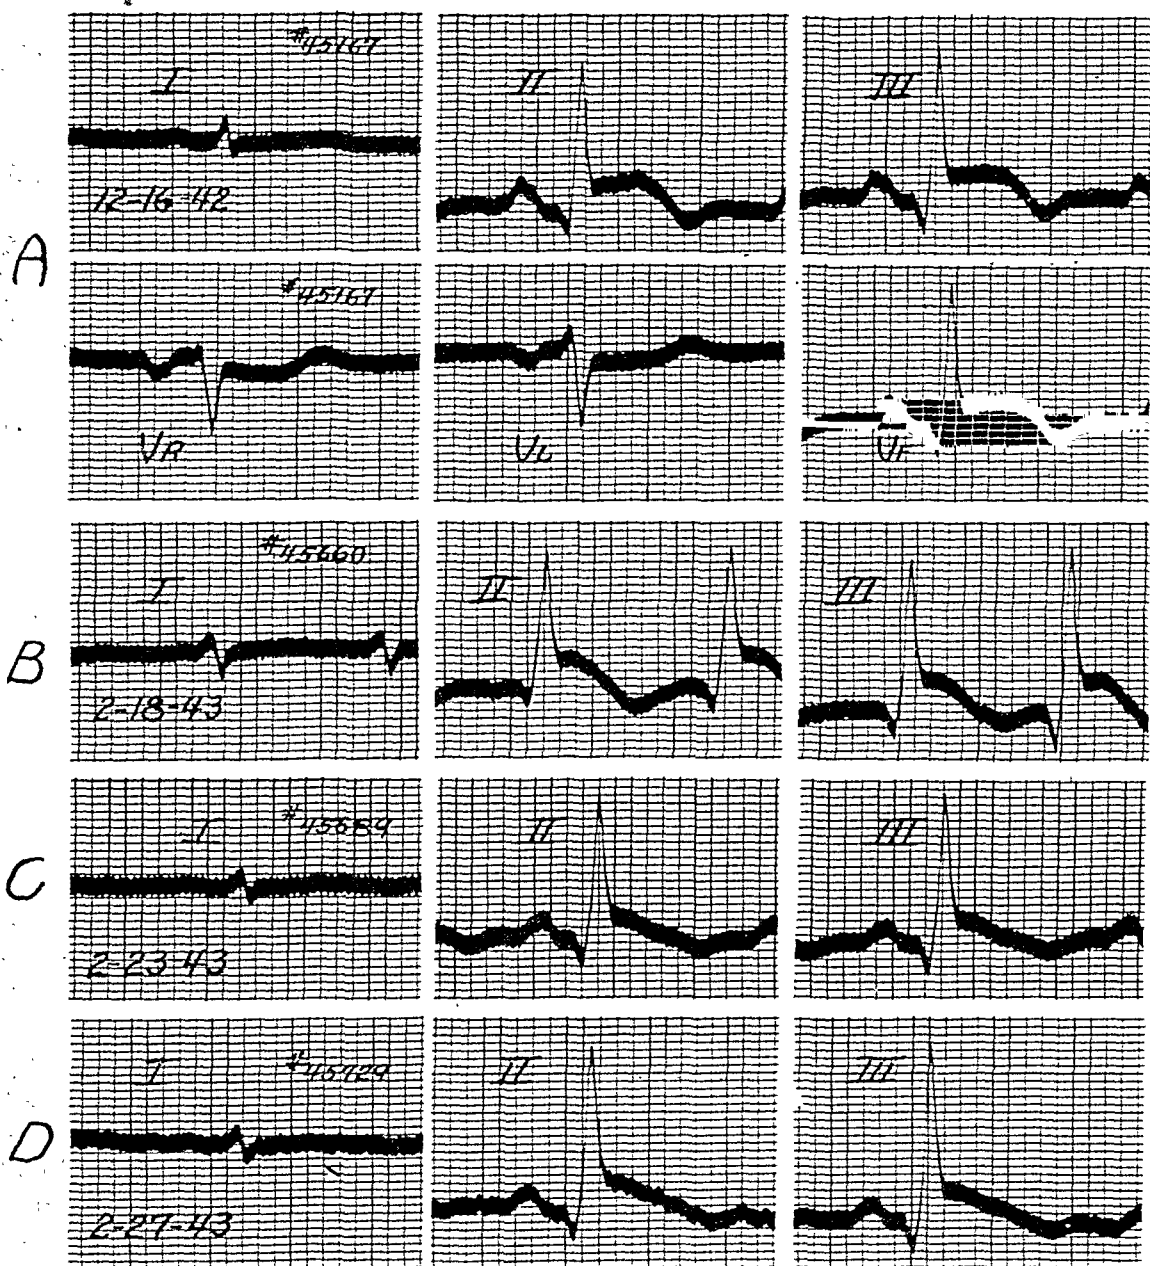 A
I #45167
12-16-42
II
III
#45167
VR
VL
VF
B
I #45660
2-18-43
II
III
C
I #45689
2-23-43
II
III
D
I #45729
2-27-43
II
III